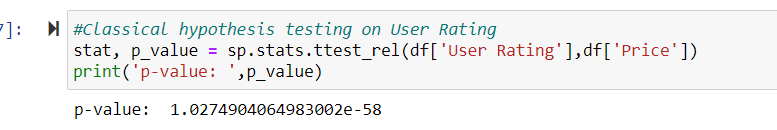 7]:
#Classical hypothesis testing on User Rating
stat, p_value = sp.stats.ttest_rel(df['User Rating'],df['Price'])
print('p-value: ',p_value)
p-value:  1.0274904064983002e-58